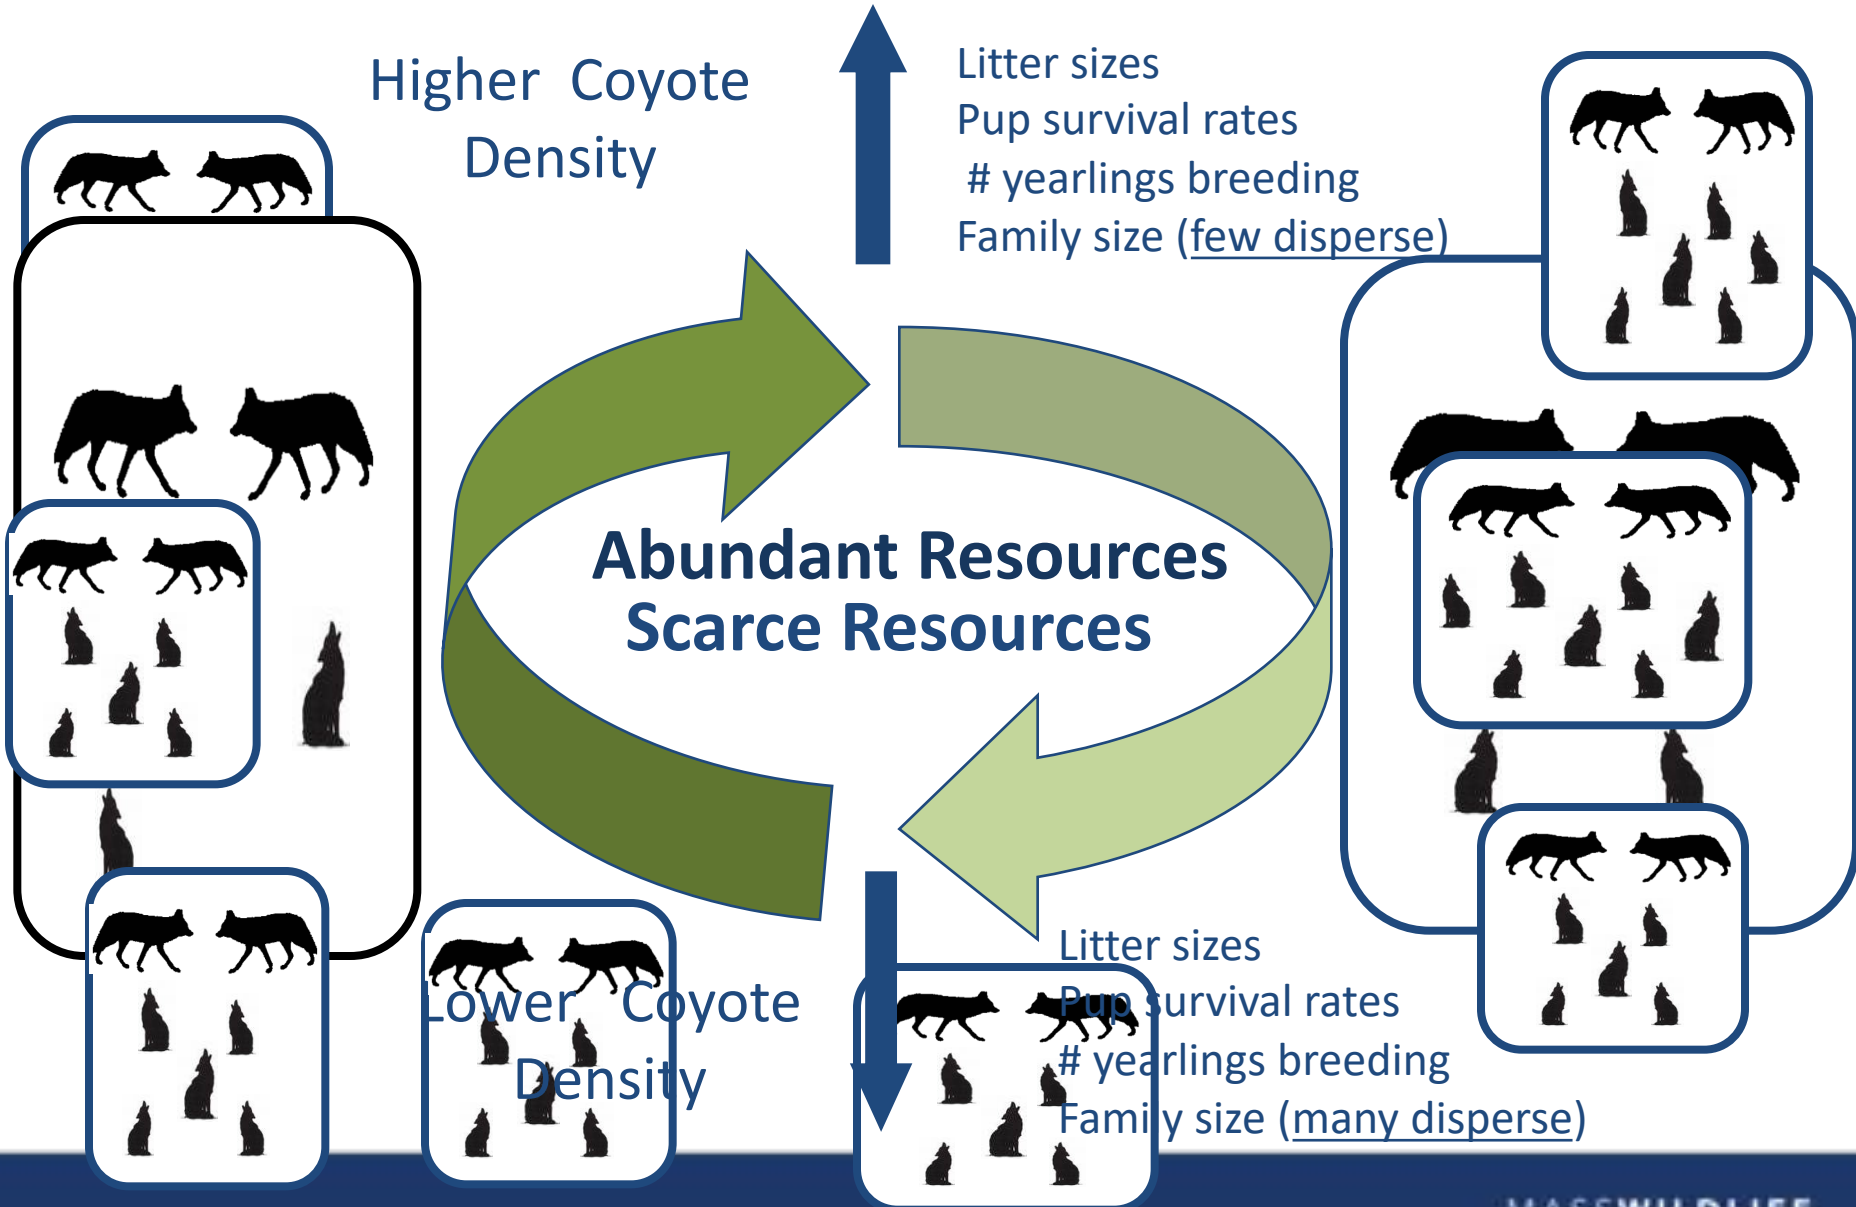 Higher Coyote
Density
Litter sizes
Pup survival rates
# yearlings breeding
Family size (few disperse)
Abundant Resources
Scarce Resources
Lower Coyote
Density
Litter sizes
Pup survival rates
# yearlings breeding
Family size (many disperse)
MASSWILDLIFE